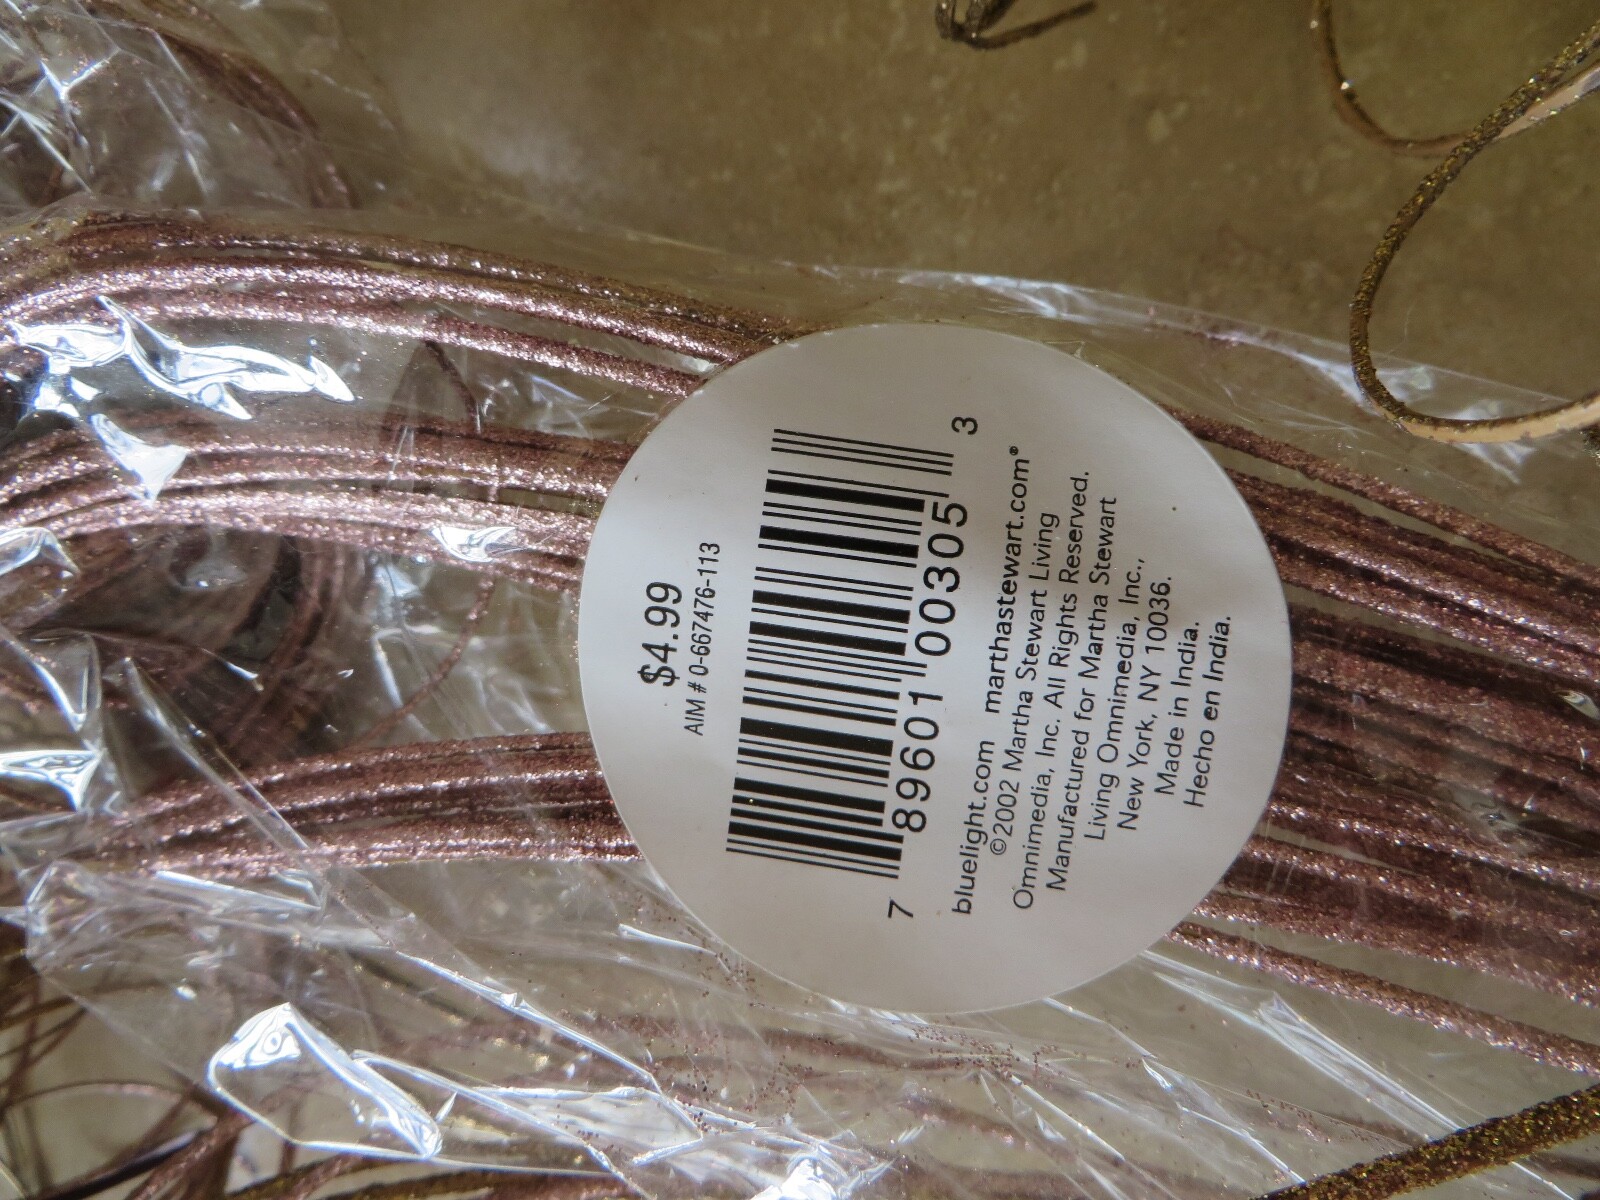 $4.99
AIM # 0-667476-113
7 89601 00305 3
bluelight.com marthastewart.com®
©2002 Martha Stewart Living
Omnimedia, Inc. All Rights Reserved.
Manufactured for Martha Stewart
Living Omnimedia, Inc.,
New York, NY 10036.
Made in India.
Hecho en India.